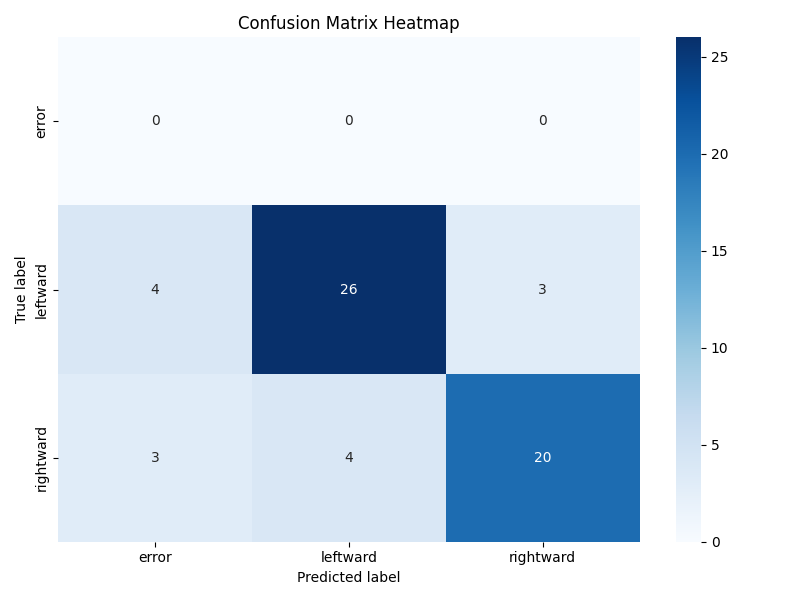 Confusion Matrix Heatmap
True label
error
0 0 0
leftward
4 26 3
rightward
3 4 20
error leftward rightward
Predicted label
25
20
15
10
5
0